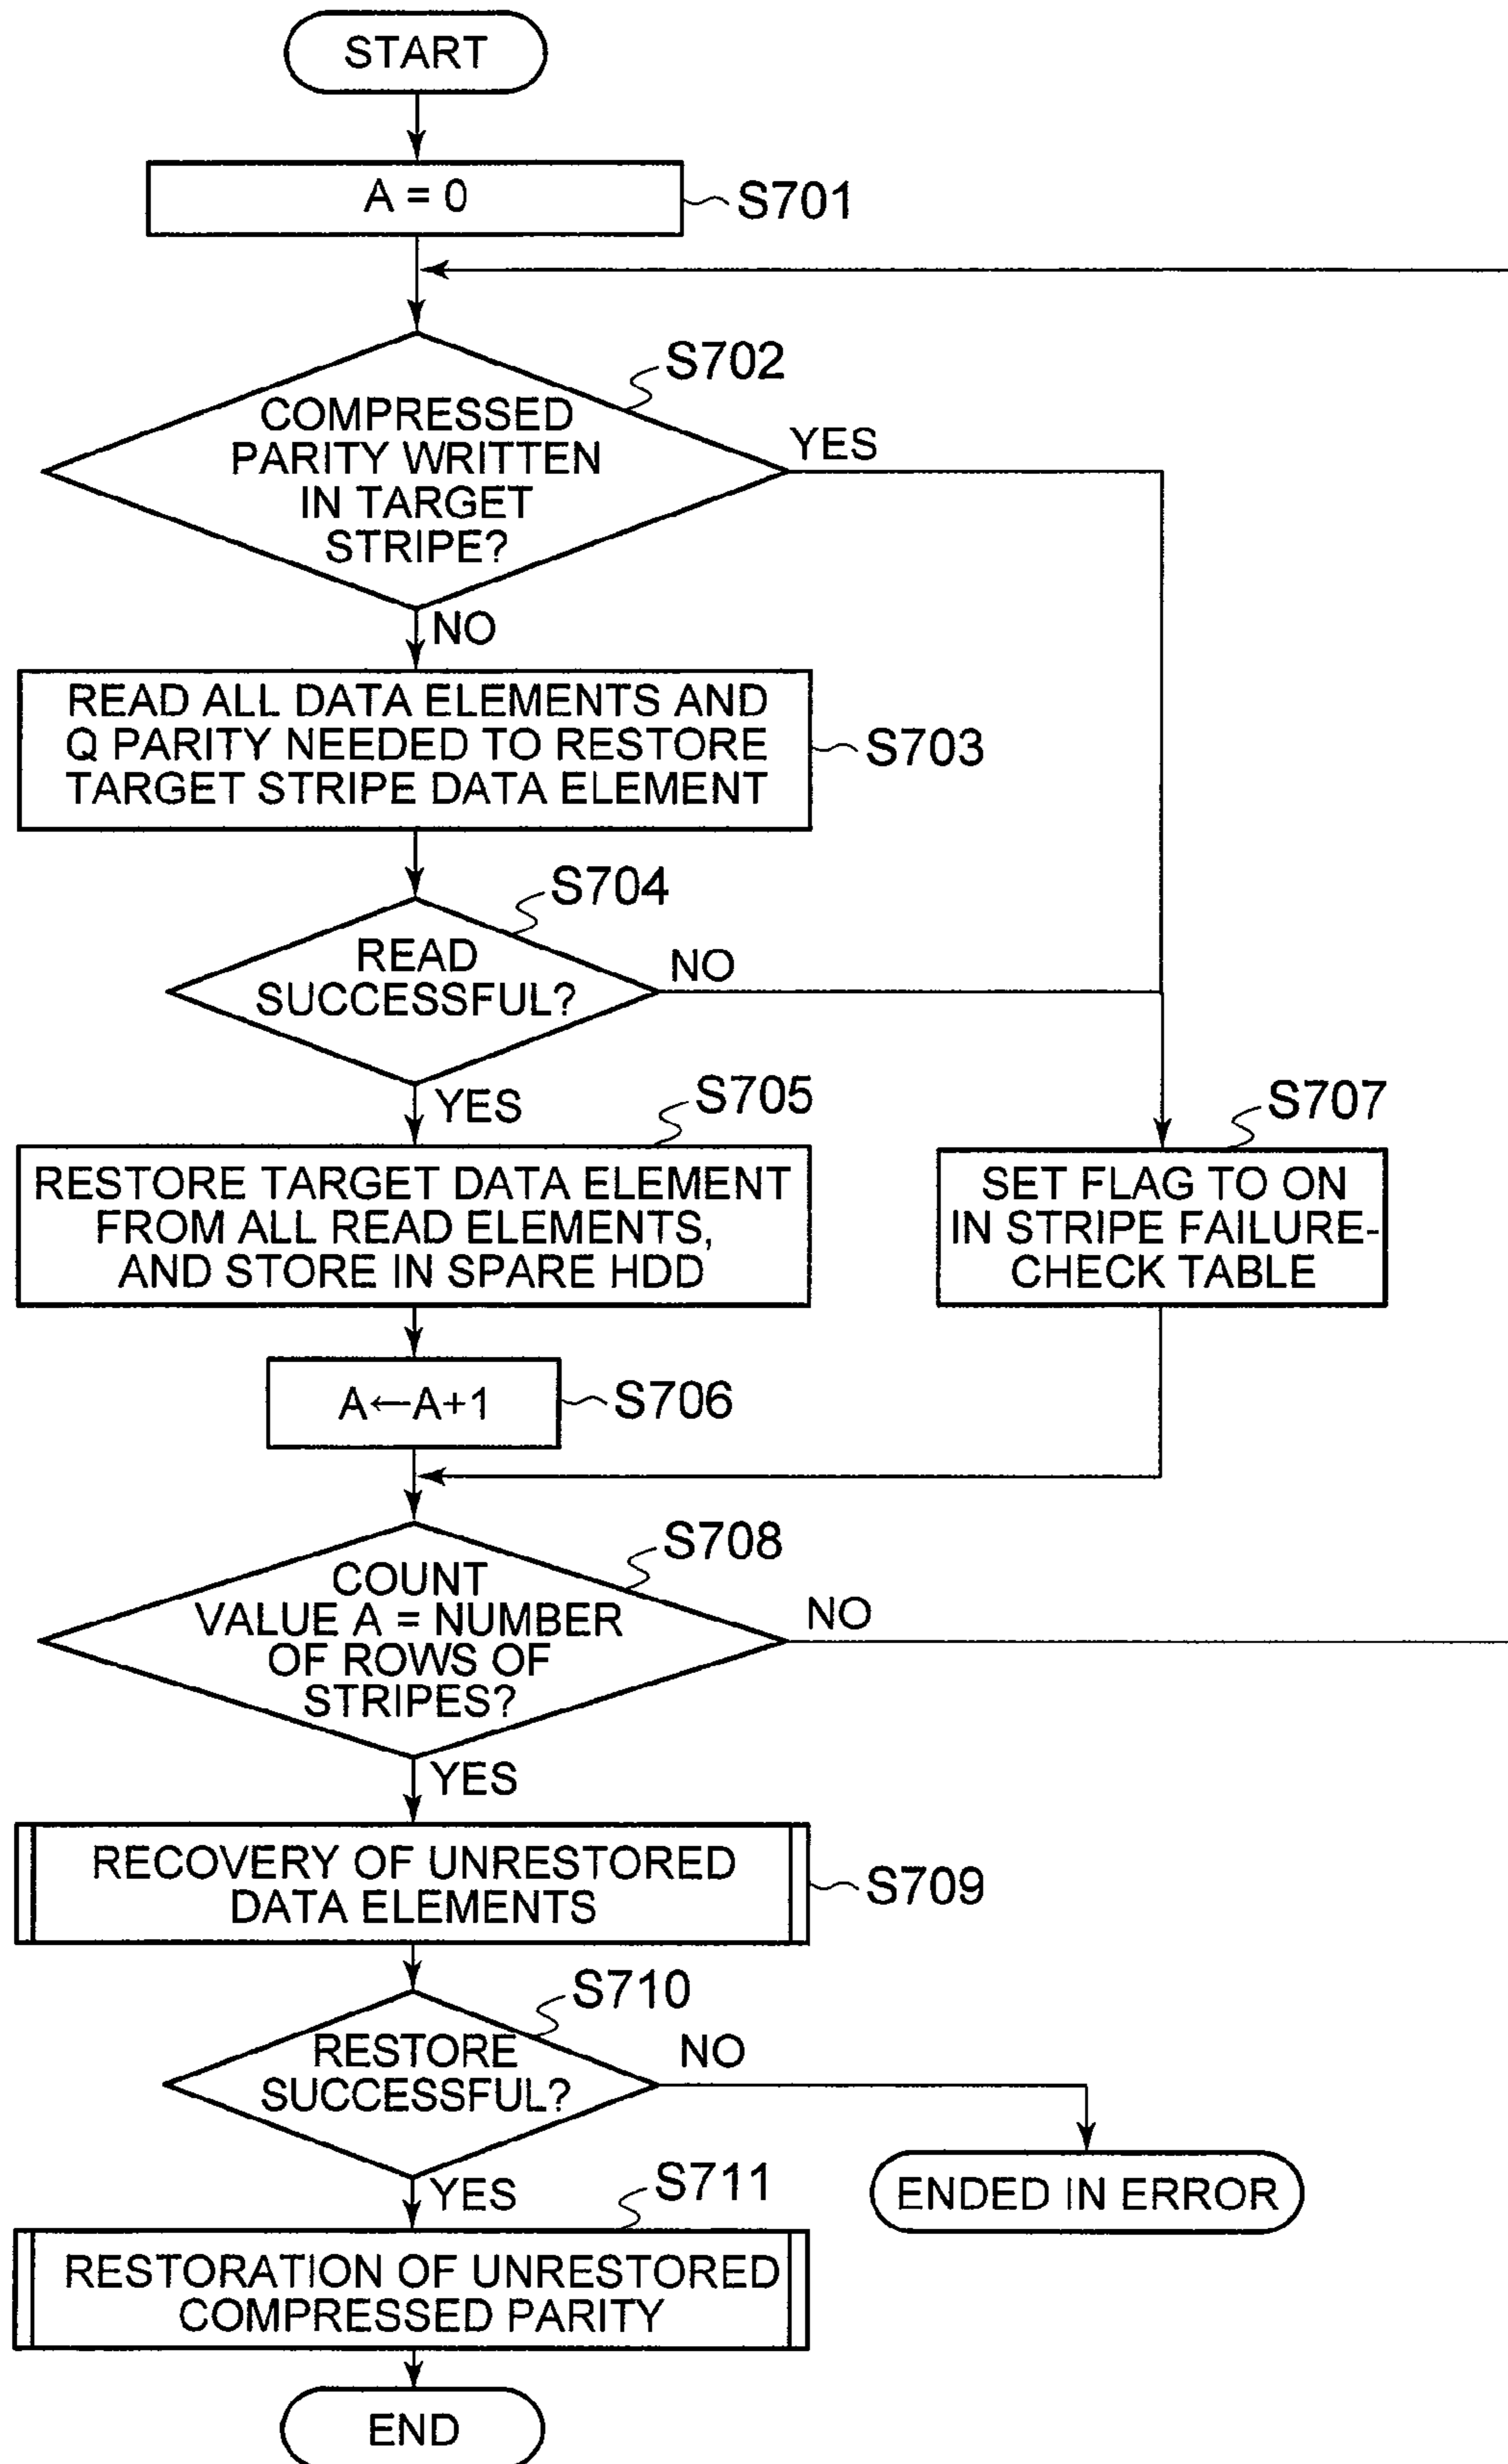 START
A = 0
S701
S702
COMPRESSED
PARITY WRITTEN
IN TARGET
STRIPE?
YES
NO
READ ALL DATA ELEMENTS AND
Q PARITY NEEDED TO RESTORE
TARGET STRIPE DATA ELEMENT
S703
S704
READ
SUCCESSFUL?
NO
YES
S705
RESTORE TARGET DATA ELEMENT
FROM ALL READ ELEMENTS,
AND STORE IN SPARE HDD
S707
SET FLAG TO ON
IN STRIPE FAILURE-
CHECK TABLE
A←A+1
S706
S708
COUNT
VALUE A = NUMBER
OF ROWS OF
STRIPES?
NO
YES
RECOVERY OF UNRESTORED
DATA ELEMENTS
S709
S710
RESTORE
SUCCESSFUL?
NO
ENDED IN ERROR
YES
S711
RESTORATION OF UNRESTORED
COMPRESSED PARITY
END